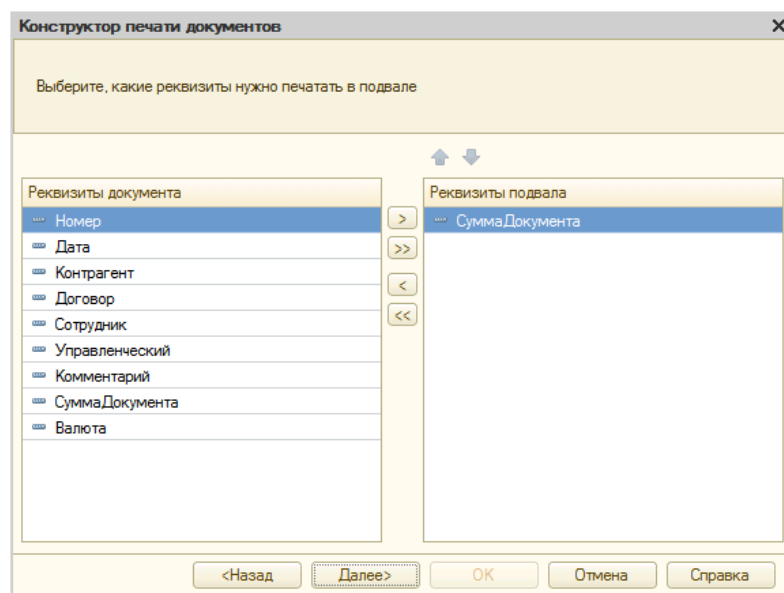 Конструктор печати документов
Выберите, какие реквизиты нужно печатать в подвале
Реквизиты документа
Номер
Дата
Контрагент
Договор
Сотрудник
Управленческий
Комментарий
СуммаДокумента
Валюта
>
>>
<
<<
Реквизиты подвала
СуммаДокумента
<Назад Далее> OK Отмена Справка